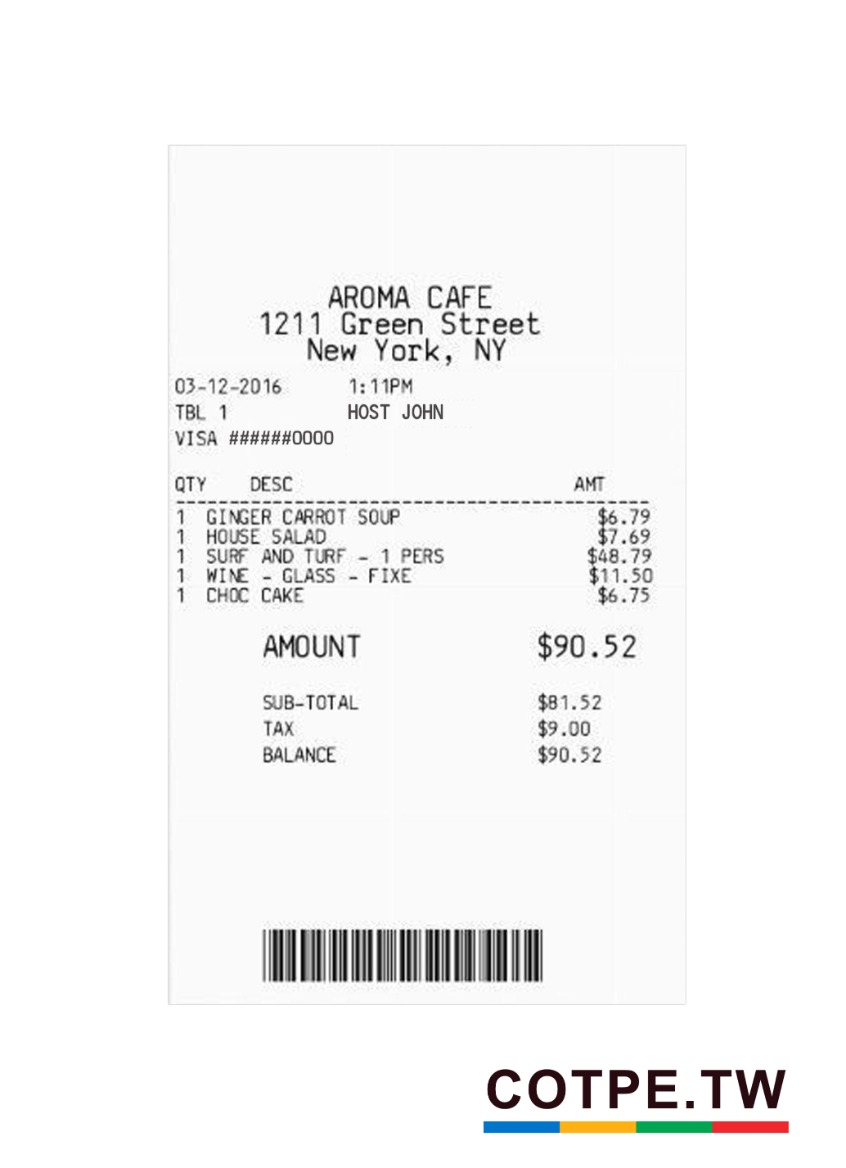 AROMA CAFE
1211 Green Street
New York, NY
03-12-2016 1:11PM
TBL 1 HOST JOHN
VISA ######0000
QTY DESC AMT
1 GINGER CARROT SOUP $6.79
1 HOUSE SALAD $7.69
1 SURF AND TURF - 1 PERS $48.79
1 WINE - GLASS - FIXE $11.50
1 CHOC CAKE $6.75
AMOUNT $90.52
SUB-TOTAL $81.52
TAX $9.00
BALANCE $90.52
COTPE.TW